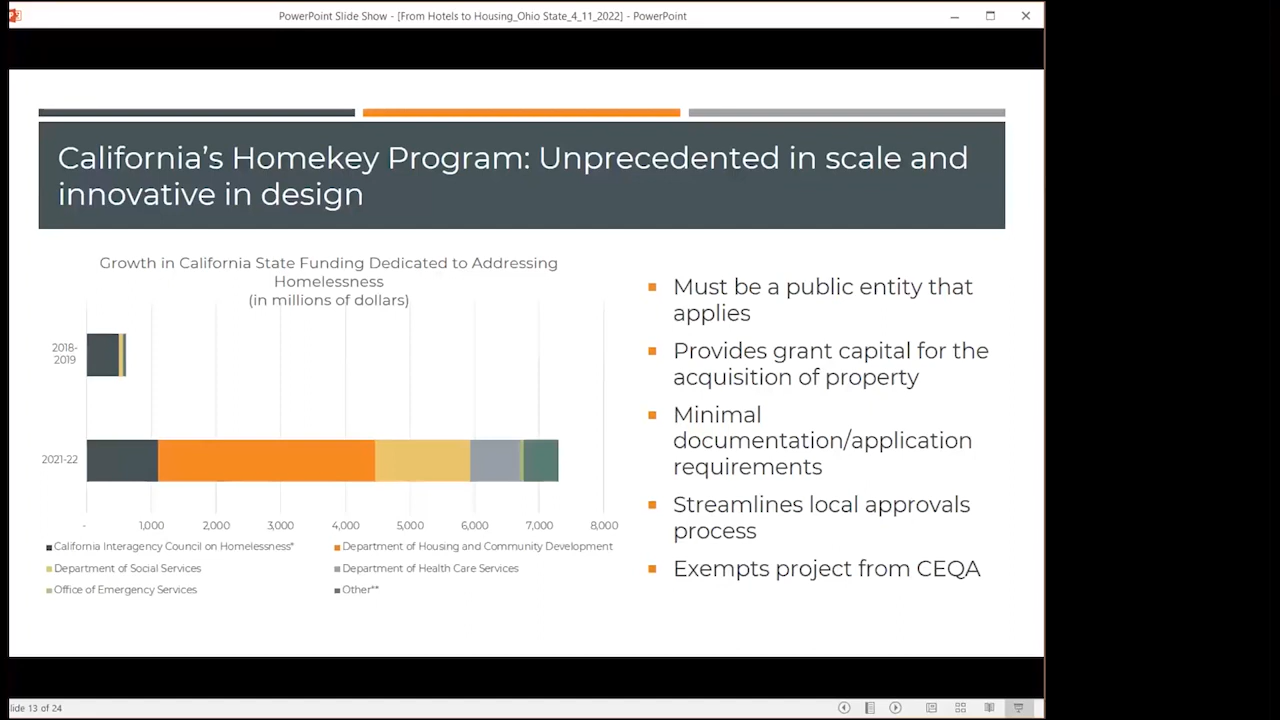 PowerPoint Slide Show - [From Hotels to Housing_Ohio State_4_11_2022] - PowerPoint
California's Homekey Program: Unprecedented in scale and
innovative in design
Growth in California State Funding Dedicated to Addressing
Homelessness
(in millions of dollars)
2018-
2019
2021-22
- 1,000 2,000 3,000 4,000 5,000 6,000 7,000 8,000
California Interagency Council on Homelessness* Department of Housing and Community Development
Department of Social Services Department of Health Care Services
Office of Emergency Services Other**
Must be a public entity that
applies
Provides grant capital for the
acquisition of property
Minimal
documentation/application
requirements
Streamlines local approvals
process
Exempts project from CEQA
lide 13 of 24